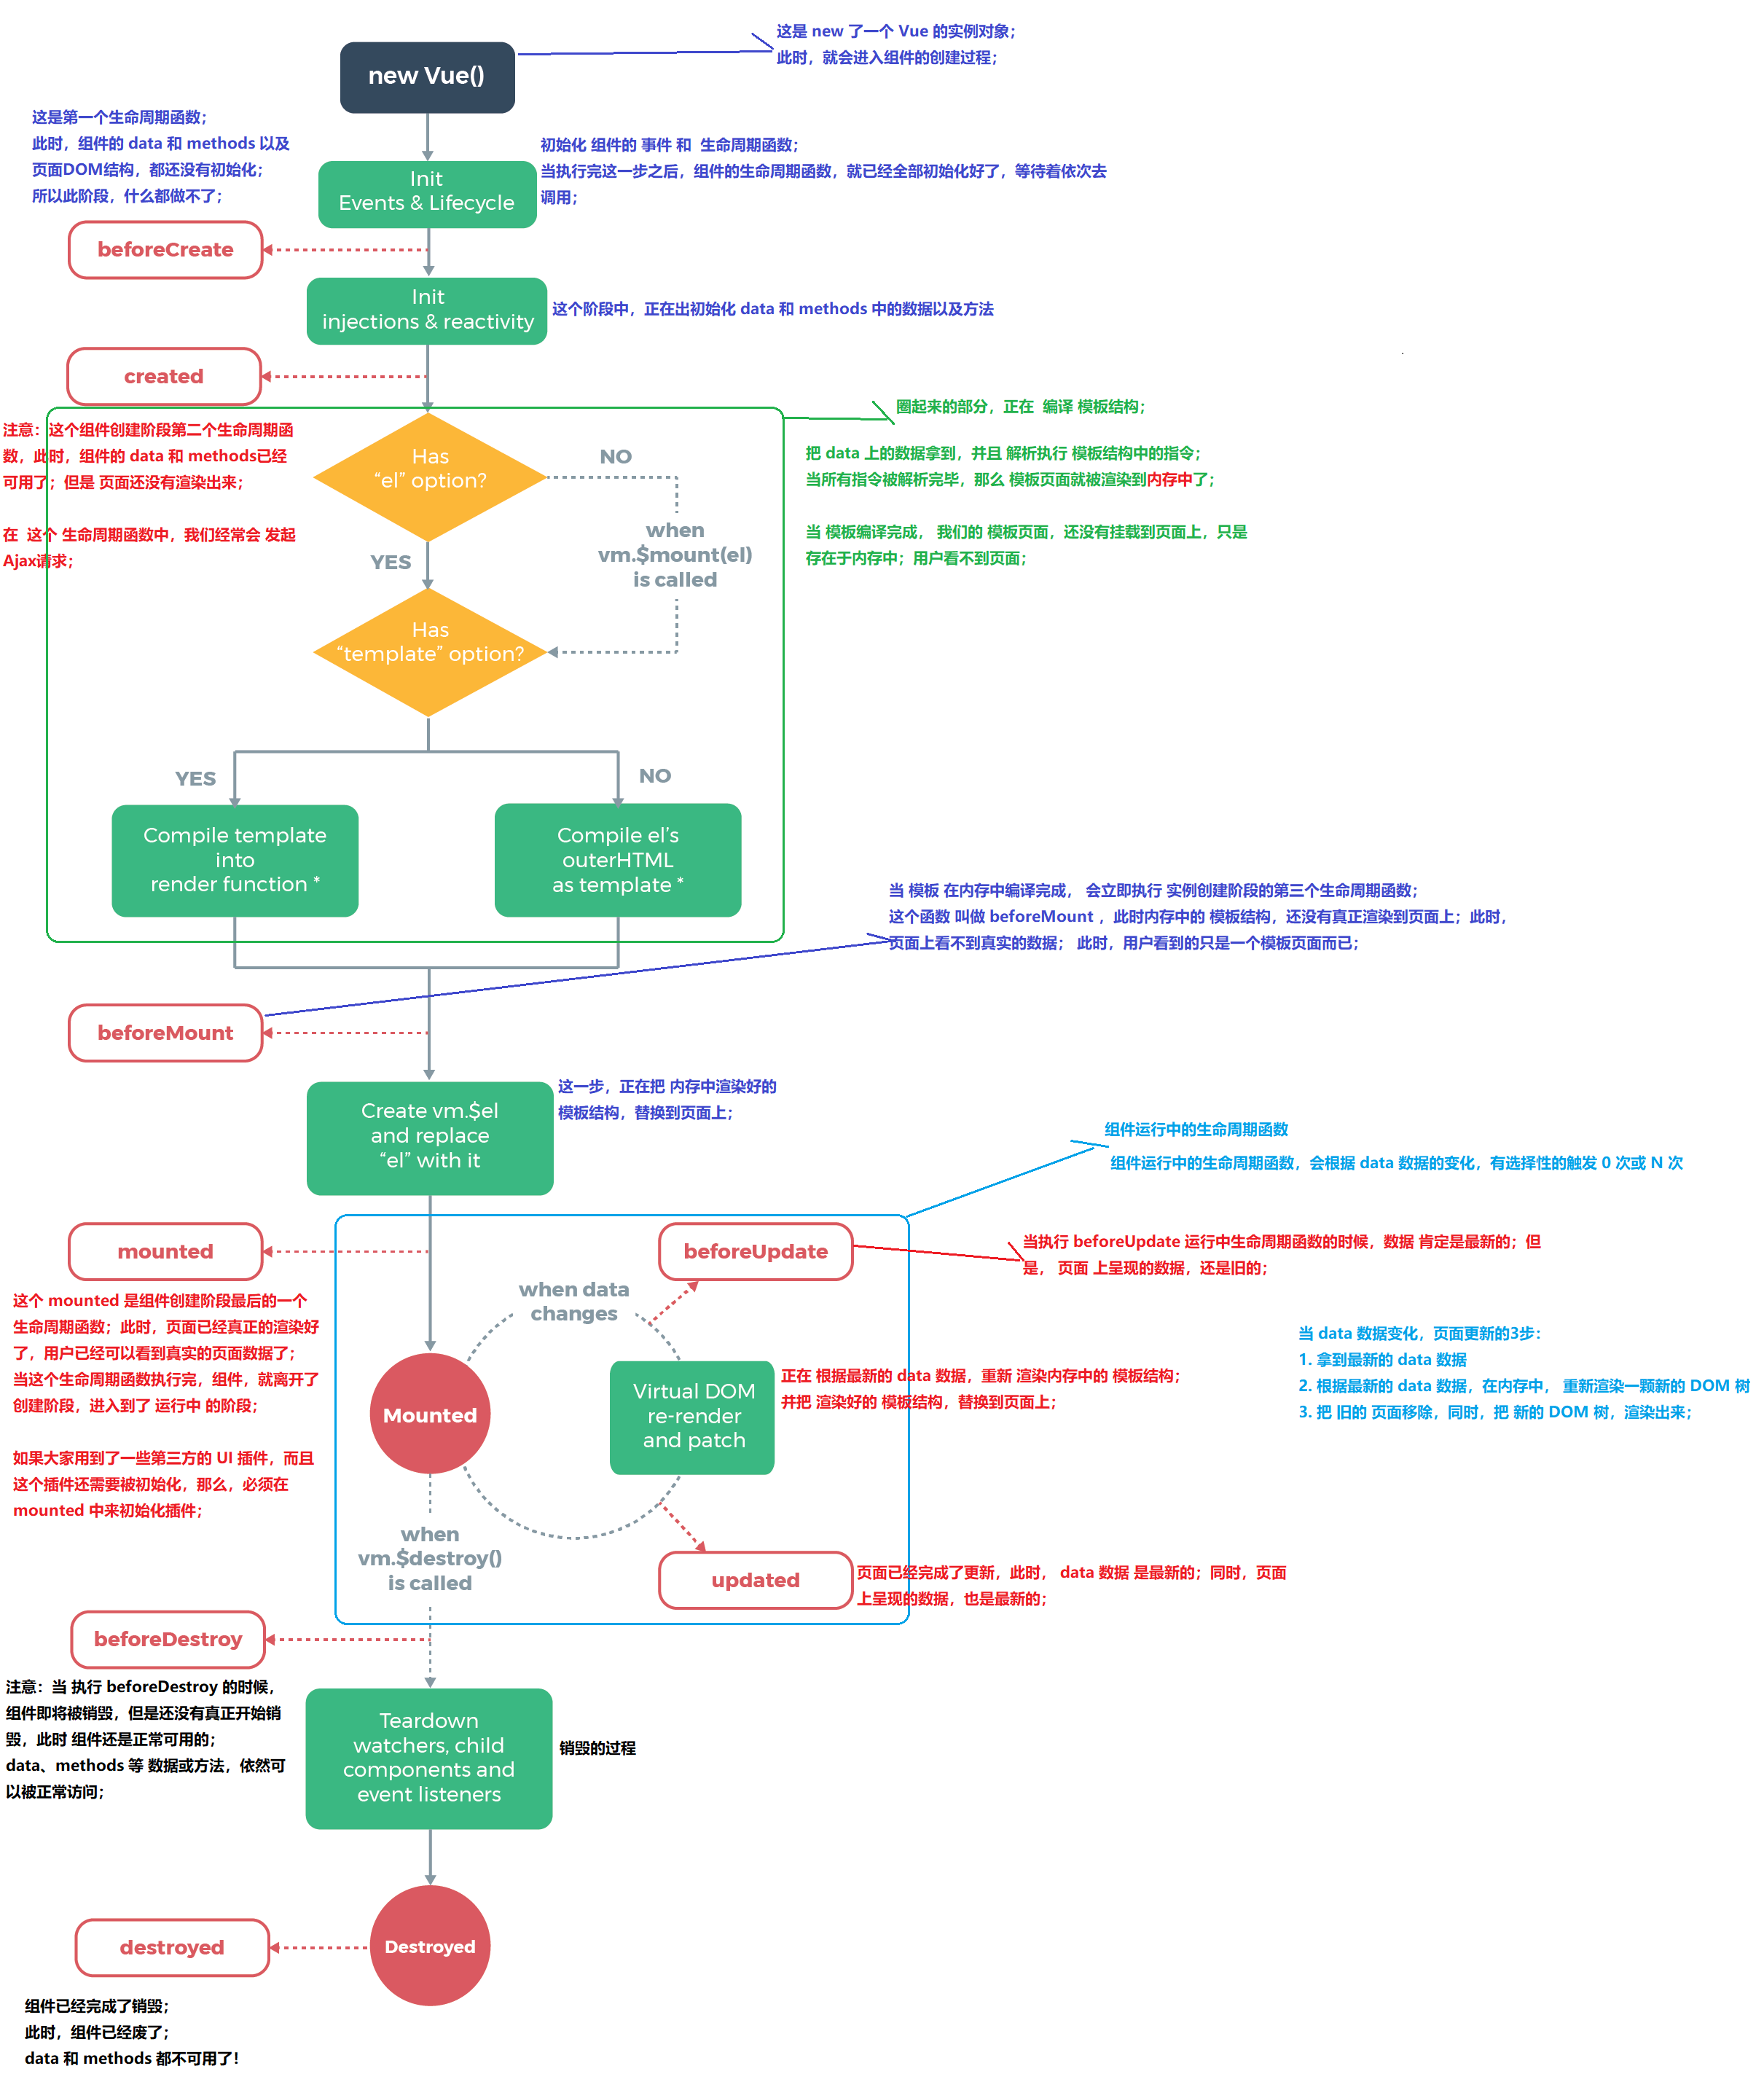 这是 new 了一个 Vue 的实例对象；
此时，就会进入组件的创建过程；
new Vue()
这是第一个生命周期函数；
此时，组件的 data 和 methods 以及
页面DOM结构，都还没有初始化；
所以此阶段，什么都做不了；
初始化 组件的 事件 和 生命周期函数；
当执行完这一步之后，组件的生命周期函数，就已经全部初始化好了，等待着依次去
调用；
Init
Events & Lifecycle
beforeCreate
Init
injections & reactivity
这个阶段中，正在出初始化 data 和 methods 中的数据以及方法
created
圈起来的部分，正在 编译 模板结构；
把 data 上的数据拿到，并且 解析执行 模板结构中的指令；
当所有指令被解析完毕，那么 模板页面就被渲染到内存中了；
当 模板编译完成， 我们的 模板页面，还没有挂载到页面上，只是
存在于内存中；用户看不到页面；
注意：这个组件创建阶段第二个生命周期函
数，此时，组件的 data 和 methods已经
可用了；但是 页面还没有渲染出来；
在 这个 生命周期函数中，我们经常会 发起
Ajax请求；
Has
“el” option?
NO
when
vm.$mount(el)
is called
YES
Has
“template” option?
YES
NO
Compile template
into
render function *
Compile el’s
outerHTML
as template *
当 模板 在内存中编译完成， 会立即执行 实例创建阶段的第三个生命周期函数；
这个函数 叫做 beforeMount ，此时内存中的 模板结构，还没有真正渲染到页面上；此时，
页面上看不到真实的数据； 此时，用户看到的只是一个模板页面而已；
beforeMount
Create vm.$el
and replace
“el” with it
这一步，正在把 内存中渲染好的
模板结构，替换到页面上；
组件运行中的生命周期函数
组件运行中的生命周期函数，会根据 data 数据的变化，有选择性的触发 0 次或 N 次
mounted
beforeUpdate
当执行 beforeUpdate 运行中生命周期函数的时候，数据 肯定是最新的；但
是， 页面 上呈现的数据，还是旧的；
when data
changes
这个 mounted 是组件创建阶段最后的一个
生命周期函数；此时，页面已经真正的渲染好
了，用户已经可以看到真实的页面数据了；
当这个生命周期函数执行完，组件，就离开了
创建阶段，进入到了 运行中 的阶段；
如果大家用到了一些第三方的 UI 插件，而且
这个插件还需要被初始化，那么，必须在
mounted 中来初始化插件；
Mounted
Virtual DOM
re-render
and patch
正在 根据最新的 data 数据，重新 渲染内存中的 模板结构；
并把 渲染好的 模板结构，替换到页面上；
当 data 数据变化，页面更新的3步：
1. 拿到最新的 data 数据
2. 根据最新的 data 数据，在内存中， 重新渲染一颗新的 DOM 树
3. 把 旧的 页面移除，同时，把 新的 DOM 树，渲染出来；
when
vm.$destroy()
is called
updated
页面已经完成了更新，此时， data 数据 是最新的；同时，页面
上呈现的数据，也是最新的；
beforeDestroy
注意：当 执行 beforeDestroy 的时候，
组件即将被销毁，但是还没有真正开始销
毁，此时 组件还是正常可用的；
data、methods 等 数据或方法，依然可
以被正常访问；
Teardown
watchers, child
components and
event listeners
销毁的过程
destroyed
Destroyed
组件已经完成了销毁；
此时，组件已经废了；
data 和 methods 都不可用了！